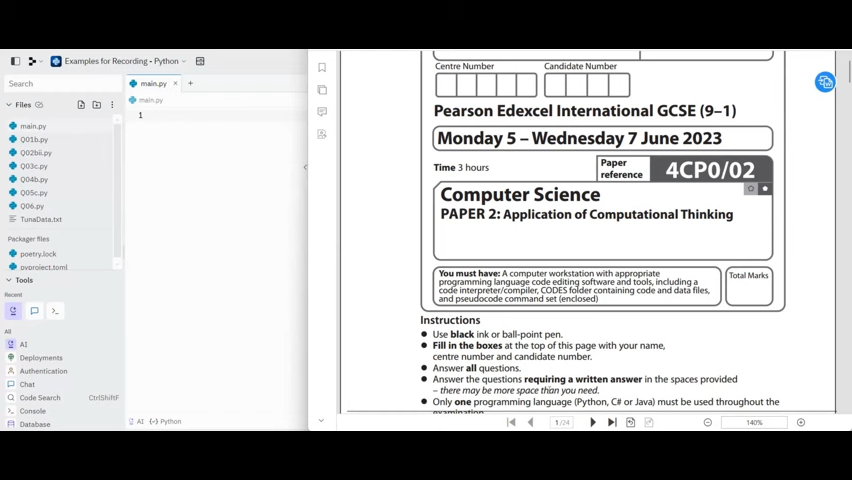 Examples for Recording • Python
Search
Files
main.py
Q01b.py
Q02bii.py
Q03c.py
Q04b.py
Q05c.py
Q06.py
TunaData.txt
Packager files
poetry.lock
pyproject.toml
Tools
Recent
All
AI
Deployments
Authentication
Chat
Code Search CtrlShiftF
Console
Database
main.py
main.py
1
AI Python
Centre Number Candidate Number
Pearson Edexcel International GCSE (9–1)
Monday 5 – Wednesday 7 June 2023
Time 3 hours
Paper
reference
4CP0/02
Computer Science
PAPER 2: Application of Computational Thinking
You must have: A computer workstation with appropriate
programming language code editing software and tools, including a
code interpreter/compiler, CODES folder containing code and data files,
and pseudocode command set (enclosed)
Total Marks
Instructions
● Use black ink or ball-point pen.
● Fill in the boxes at the top of this page with your name,
centre number and candidate number.
● Answer all questions.
● Answer the questions requiring a written answer in the spaces provided
– there may be more space than you need.
● Only one programming language (Python, C# or Java) must be used throughout the
examination.
1 /24
140%